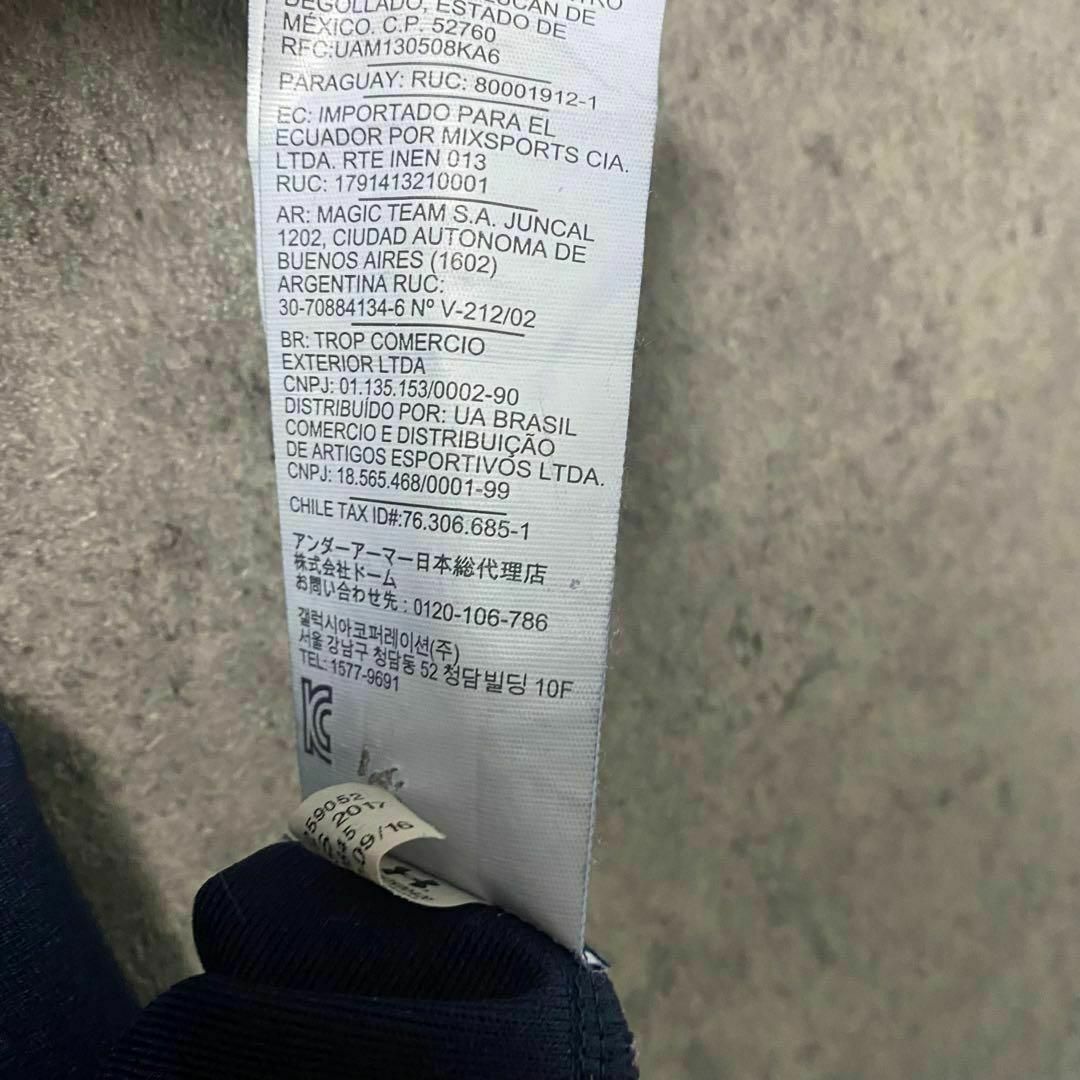 DEGOLLADO, ESTADO DE
MÉXICO. C.P. 52760
RFC:UAM130508KA6
PARAGUAY: RUC: 80001912-1
EC: IMPORTADO PARA EL
ECUADOR POR MIXSPORTS CIA.
LTDA. RTE INEN 013
RUC: 1791413210001
AR: MAGIC TEAM S.A. JUNCAL
1202, CIUDAD AUTONOMA DE
BUENOS AIRES (1602)
ARGENTINA RUC:
30-70884134-6 Nº V-212/02
BR: TROP COMERCIO
EXTERIOR LTDA
CNPJ: 01.135.153/0002-90
DISTRIBUÍDO POR: UA BRASIL
COMERCIO E DISTRIBUIÇÃO
DE ARTIGOS ESPORTIVOS LTDA.
CNPJ: 18.565.468/0001-99
CHILE TAX ID#:76.306.685-1
アンダーアーマー日本総代理店
株式会社ドーム
お問い合わせ先：0120-106-786
갤럭시아코퍼레이션(주)
서울 강남구 청담동 52 청담빌딩 10F
TEL: 1577-9691
59052
2017
09/16